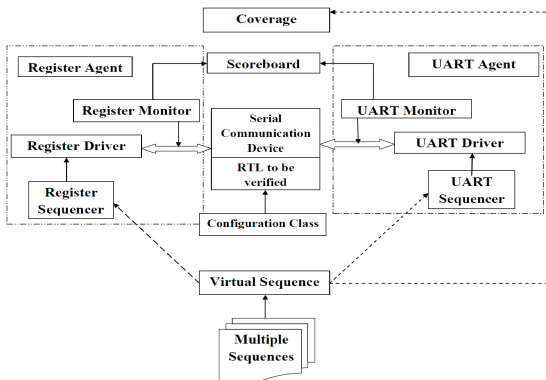 Coverage
Register Agent
Scoreboard
UART Agent
Register Monitor
Serial
Communication
Device
UART Monitor
Register Driver
UART Driver
RTL to be
verified
Register
Sequencer
UART
Sequencer
Configuration Class
Virtual Sequence
Multiple
Sequences